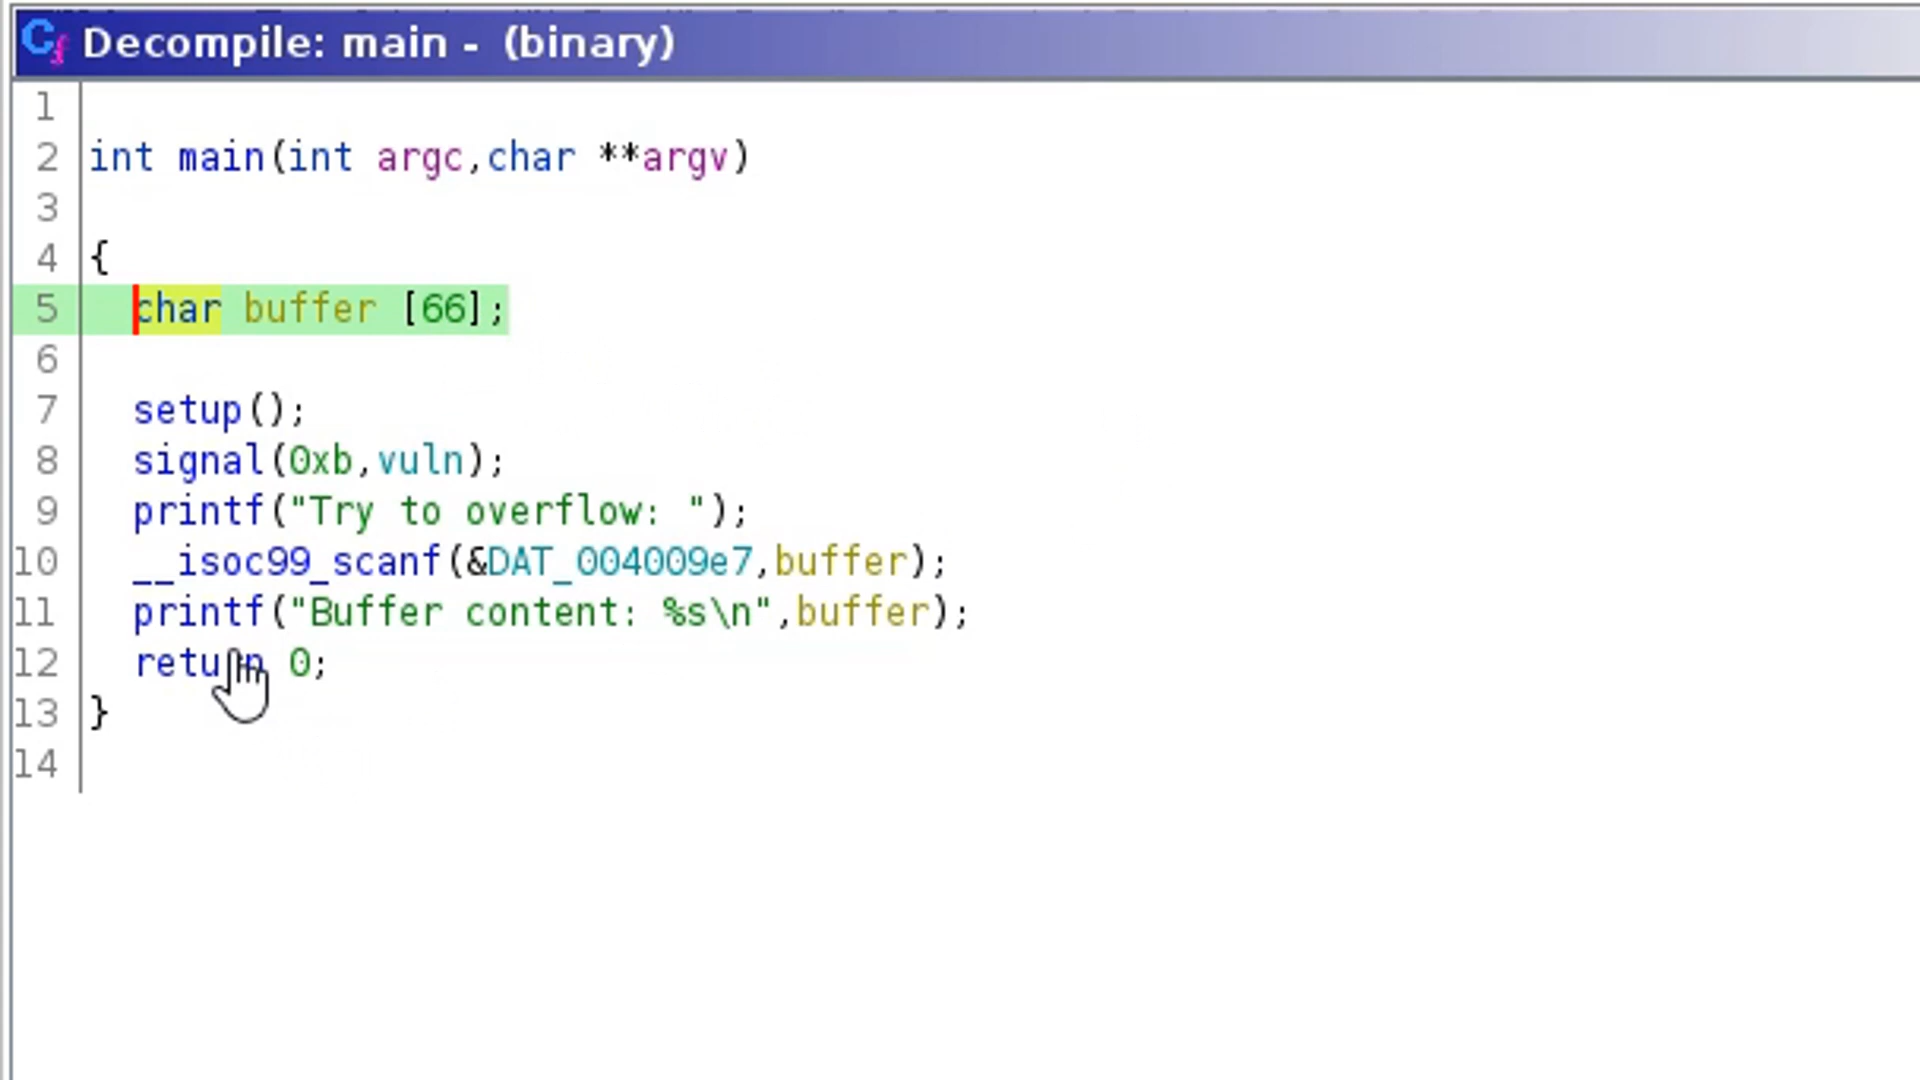 Decompile: main - (binary)
1
2 int main(int argc,char **argv)
3
4 {
5 char buffer [66];
6
7 setup();
8 signal(0xb,vuln);
9 printf("Try to overflow: ");
10 __isoc99_scanf(&DAT_004009e7,buffer);
11 printf("Buffer content: %s\n",buffer);
12 return 0;
13 }
14